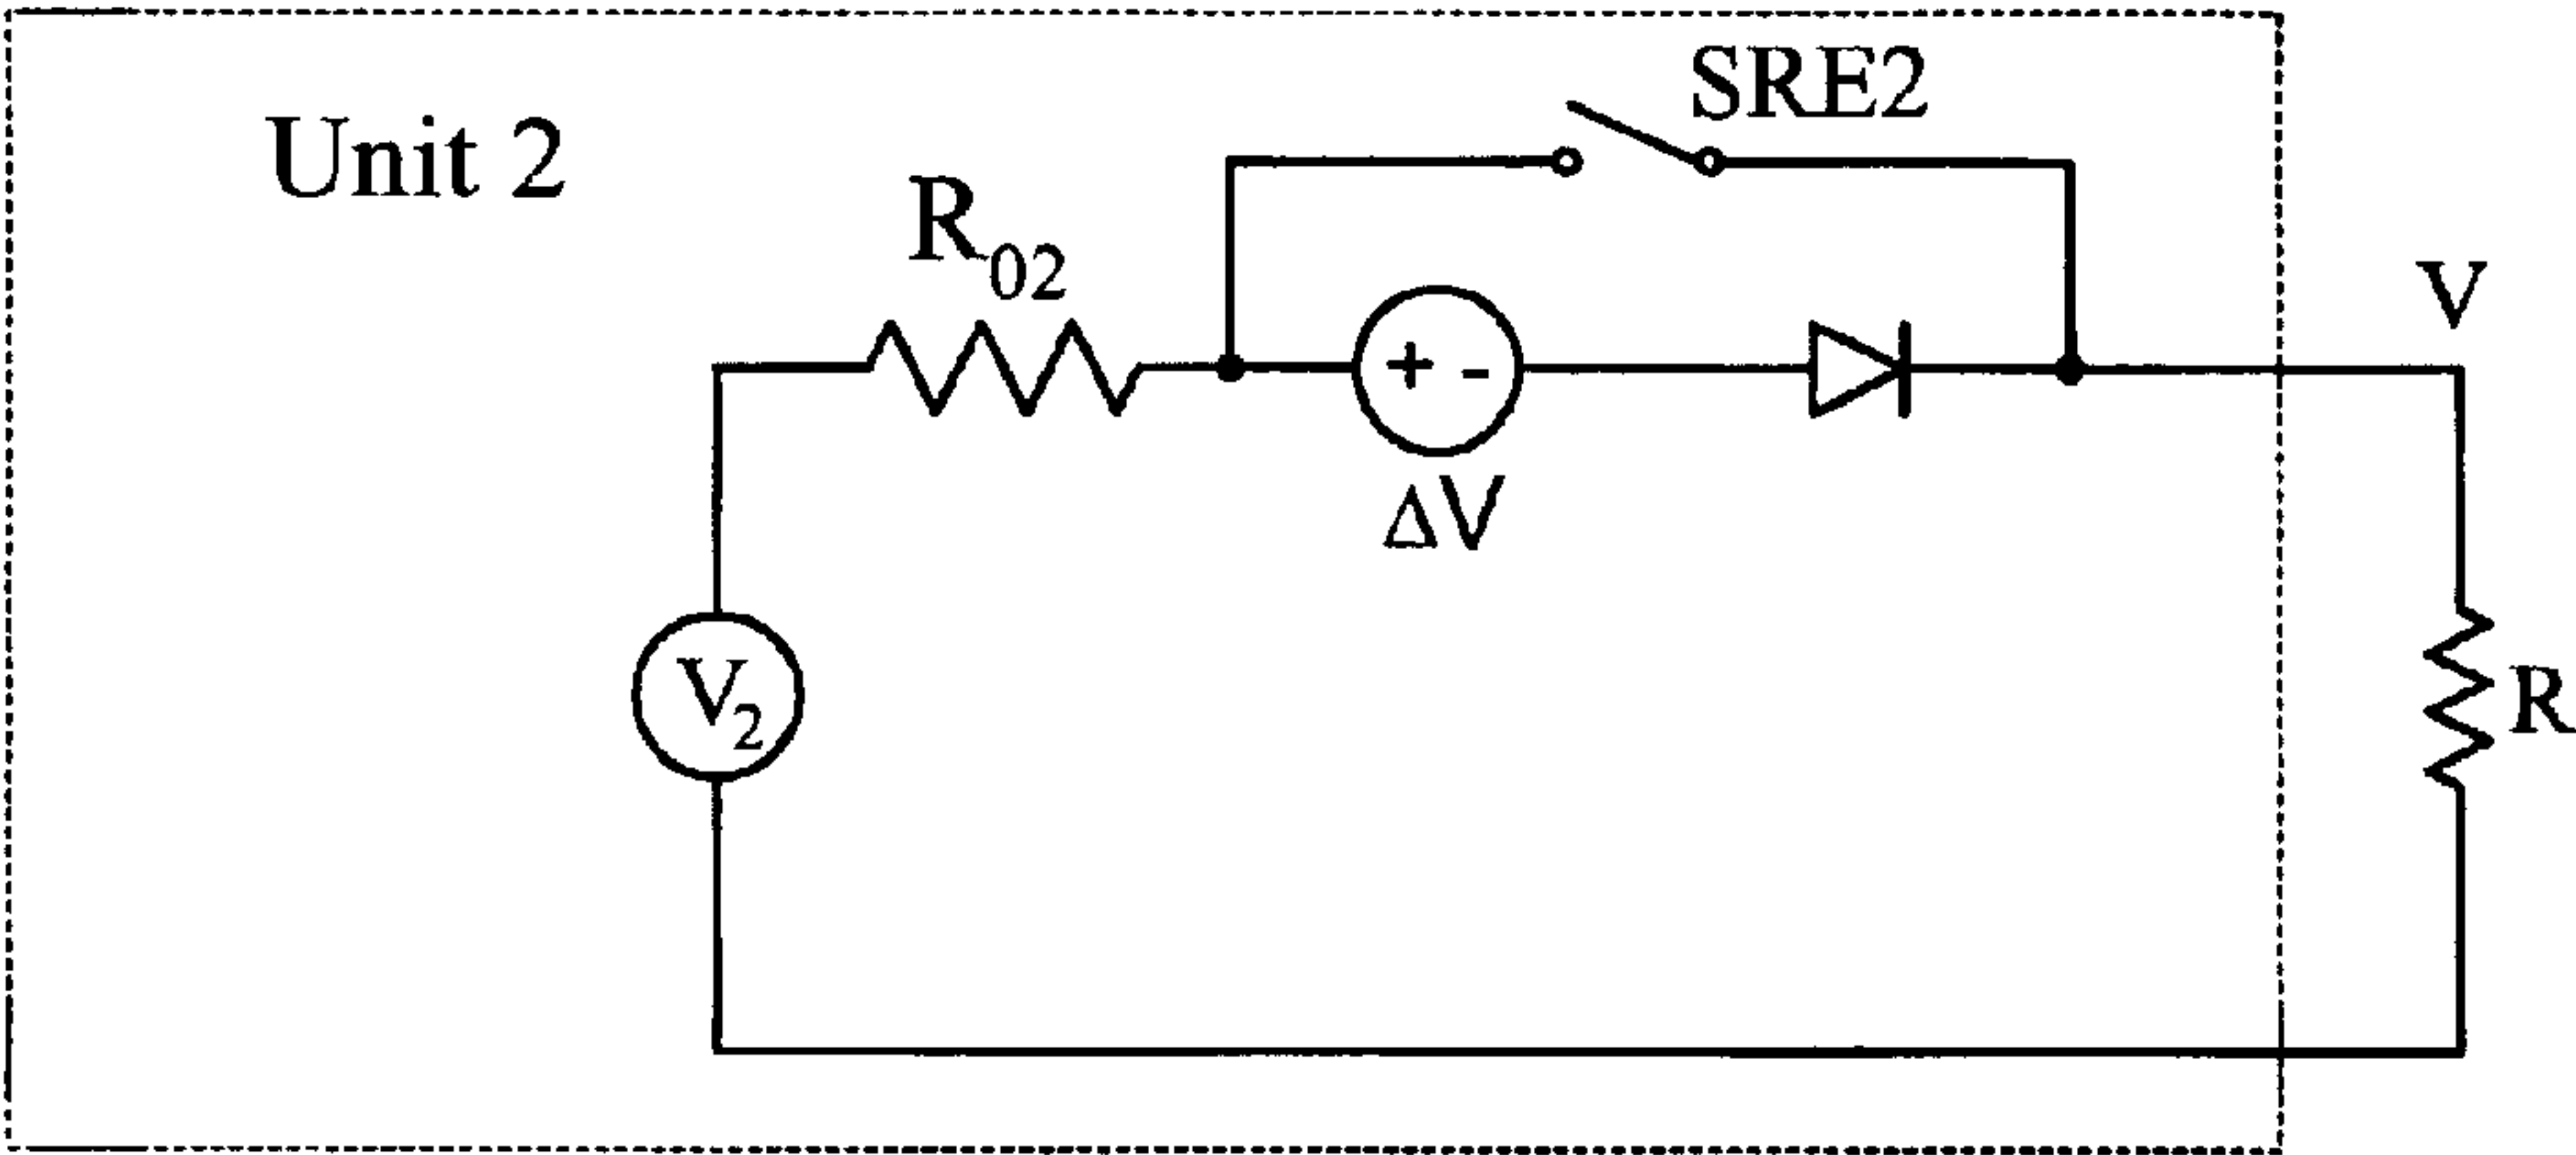 SRE2
Unit 2
R02
V
+ -
ΔV
V2
R